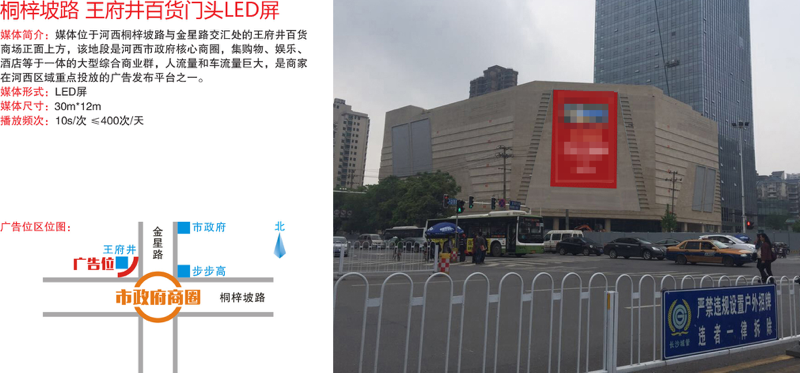 桐梓坡路 王府井百货门头LED屏
媒体简介：媒体位于河西桐梓坡路与金星路交汇处的王府井百货
商场正面上方，该地段是河西市政府核心商圈，集购物、娱乐、
酒店等于一体的大型综合商业群，人流量和车流量巨大，是商家
在河西区域重点投放的广告发布平台之一。
媒体形式：LED屏
媒体尺寸：30m*12m
播放频次：10s/次 ≤400次/天
广告位区位图：
金星路
市政府
北
王府井
广告位
步步高
市政府商圈
桐梓坡路
严禁违规设置户外招牌
违者一律拆除
长沙城管